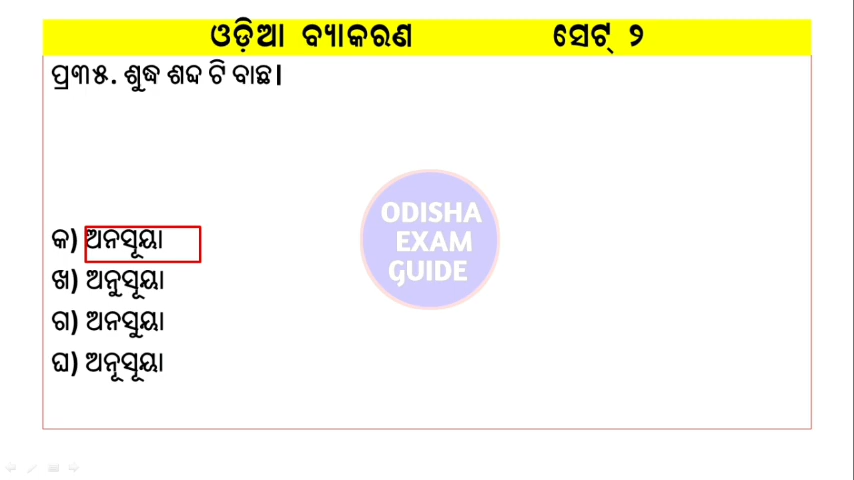 ଓଡ଼ିଆ ବ୍ୟାକରଣ ସେଟ୍ ୨
ପ୍ର୩୫. ଶୁଦ୍ଧ ଶବ୍ଦ ଟି ବାଛ।
କ) ଅନସୂୟା
ଖ) ଅନୁସୂୟା
ଗ) ଅନସୁୟା
ଘ) ଅନୂସୂୟା
ODISHA
EXAM
GUIDE